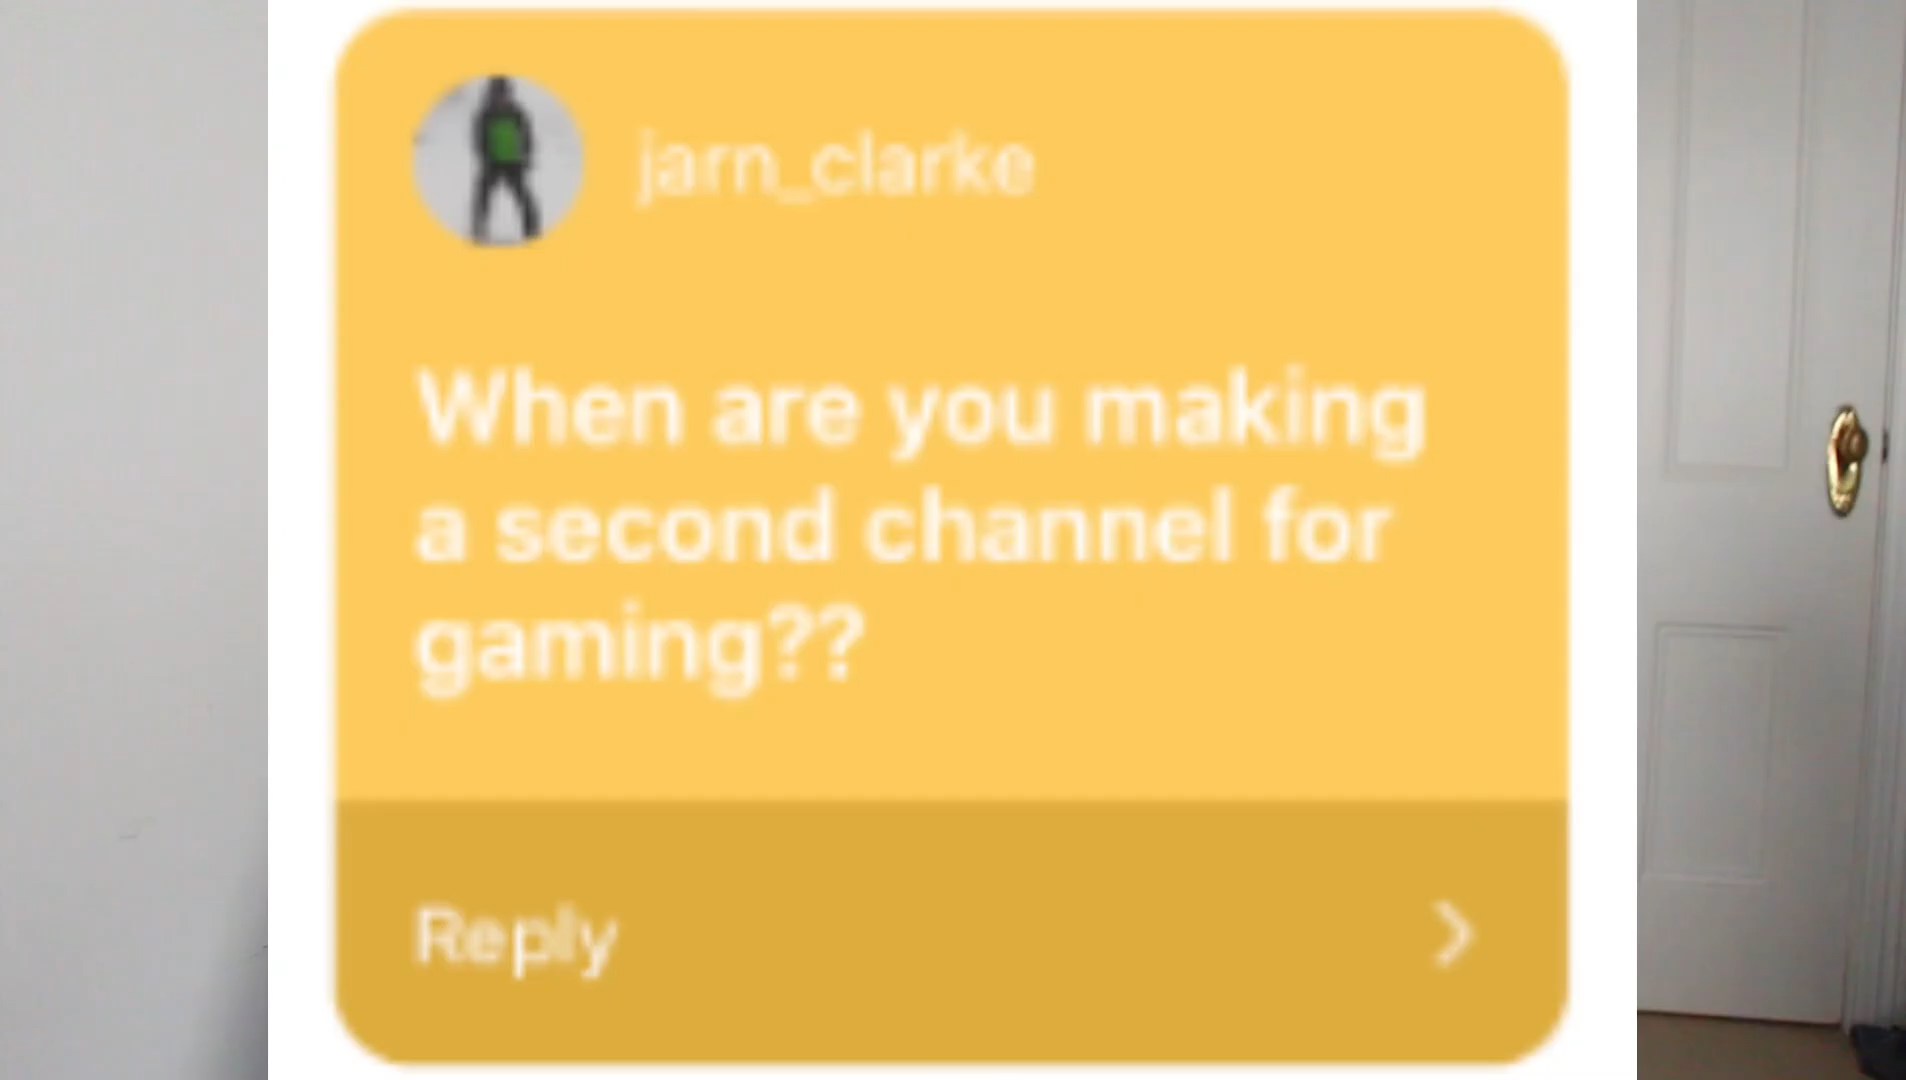 jarn_clarke
When are you making
a second channel for
gaming??
Reply